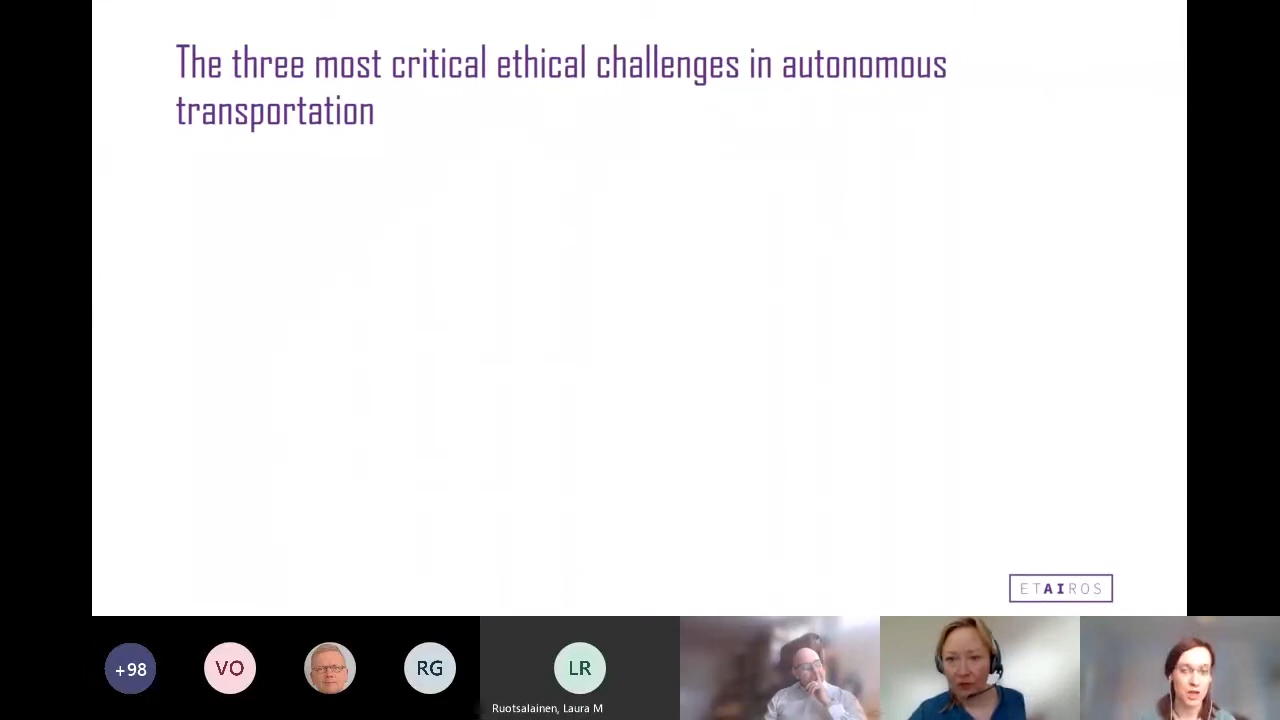 The three most critical ethical challenges in autonomous
transportation
ETAIROS
+98
VO
RG
LR
Ruotsalainen, Laura M